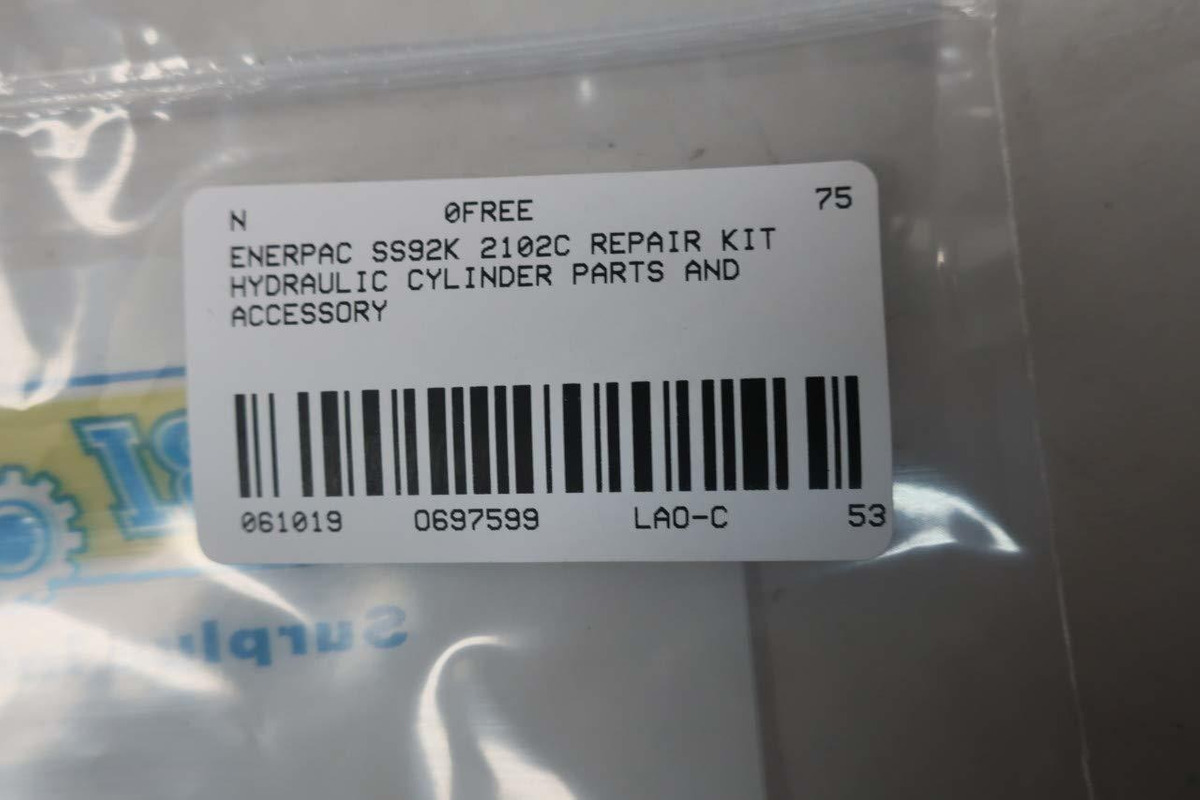 N 0FREE 75
ENERPAC SS92K 2102C REPAIR KIT
HYDRAULIC CYLINDER PARTS AND
ACCESSORY
061019 0697599 LAO-C 53